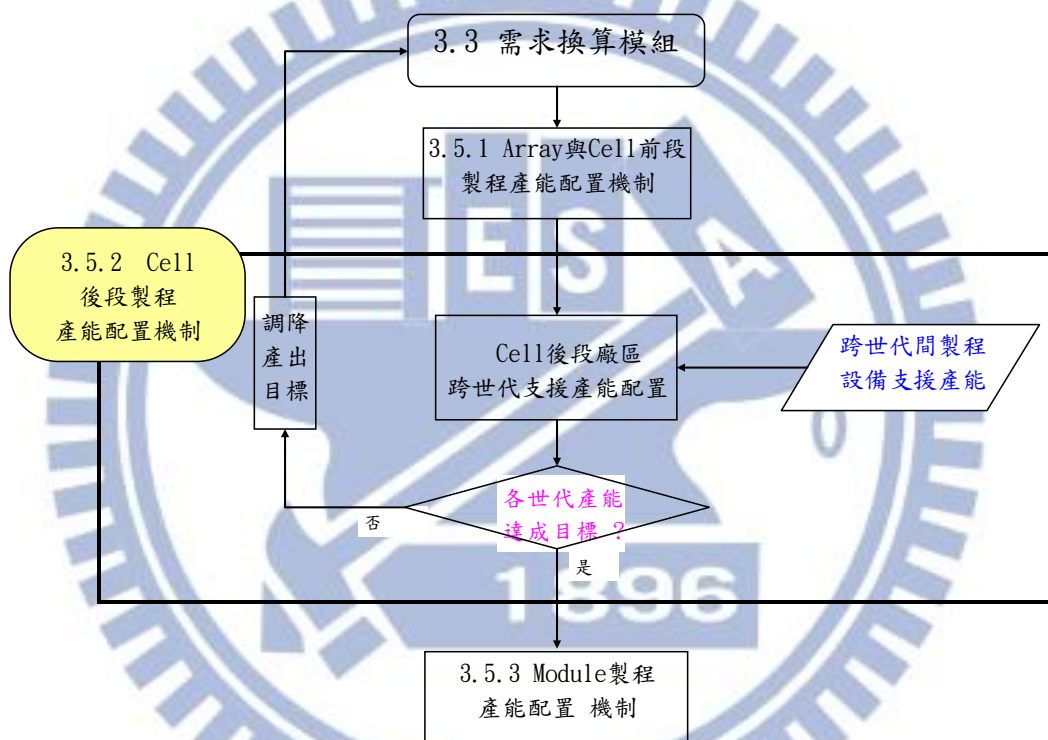 3.3 需求換算模組
3.5.1 Array與Cell前段
製程產能配置機制
3.5.2 Cell
後段製程
產能配置機制
調降
產出
目標
Cell後段廠區
跨世代支援產能配置
跨世代間製程
設備支援產能
各世代產能
達成目標 ?
否
是
3.5.3 Module製程
產能配置 機制
ESA
1896